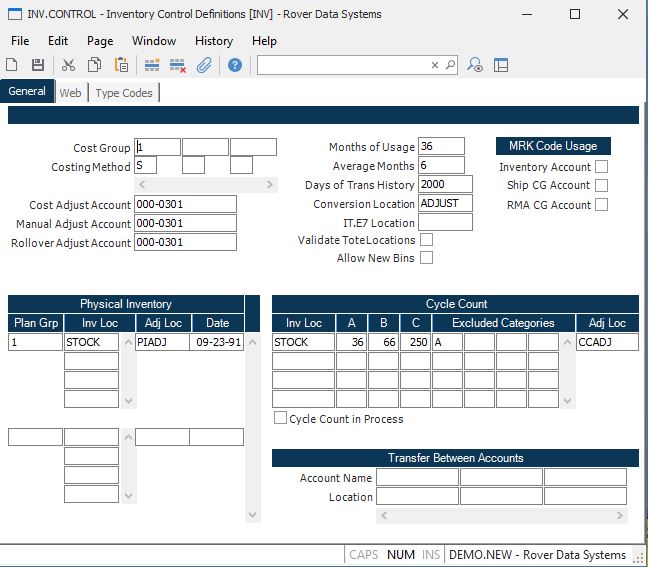 INV.CONTROL - Inventory Control Definitions [INV] - Rover Data Systems
File Edit Page Window History Help
General Web Type Codes
Cost Group 1
Costing Method S
Cost Adjust Account 000-0301
Manual Adjust Account 000-0301
Rollover Adjust Account 000-0301
Months of Usage 36
Average Months 6
Days of Trans History 2000
Conversion Location ADJUST
IT.E7 Location
Validate Tote Locations
Allow New Bins
MRK Code Usage
Inventory Account
Ship CG Account
RMA CG Account
Physical Inventory
Plan Grp Inv Loc Adj Loc Date
1 STOCK PIADJ 09-23-91
Cycle Count
Inv Loc A B C Excluded Categories Adj Loc
STOCK 36 66 250 A CCADJ
Cycle Count in Process
Transfer Between Accounts
Account Name
Location
CAPS NUM INS DEMO.NEW - Rover Data Systems